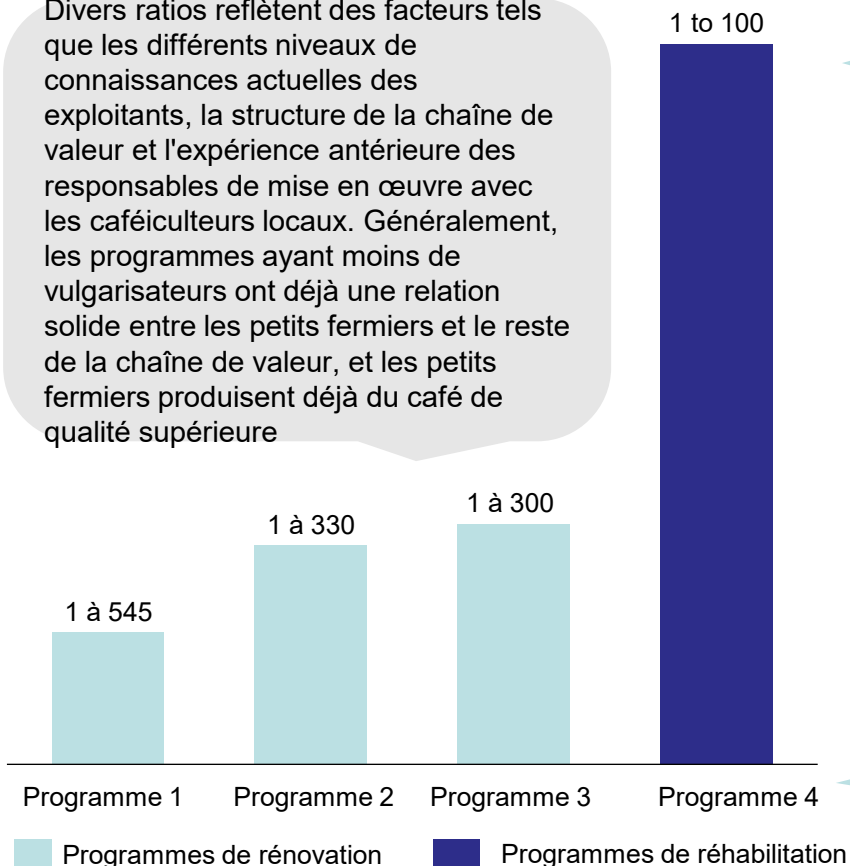 Divers ratios reflètent des facteurs tels
que les différents niveaux de
connaissances actuelles des
exploitants, la structure de la chaîne de
valeur et l'expérience antérieure des
responsables de mise en œuvre avec
les caféiculteurs locaux. Généralement,
les programmes ayant moins de
vulgarisateurs ont déjà une relation
solide entre les petits fermiers et le reste
de la chaîne de valeur, et les petits
fermiers produisent déjà du café de
qualité supérieure
1 to 100
1 à 300
1 à 330
1 à 545
Programme 1
Programme 2
Programme 3
Programme 4
Programmes de rénovation
Programmes de réhabilitation